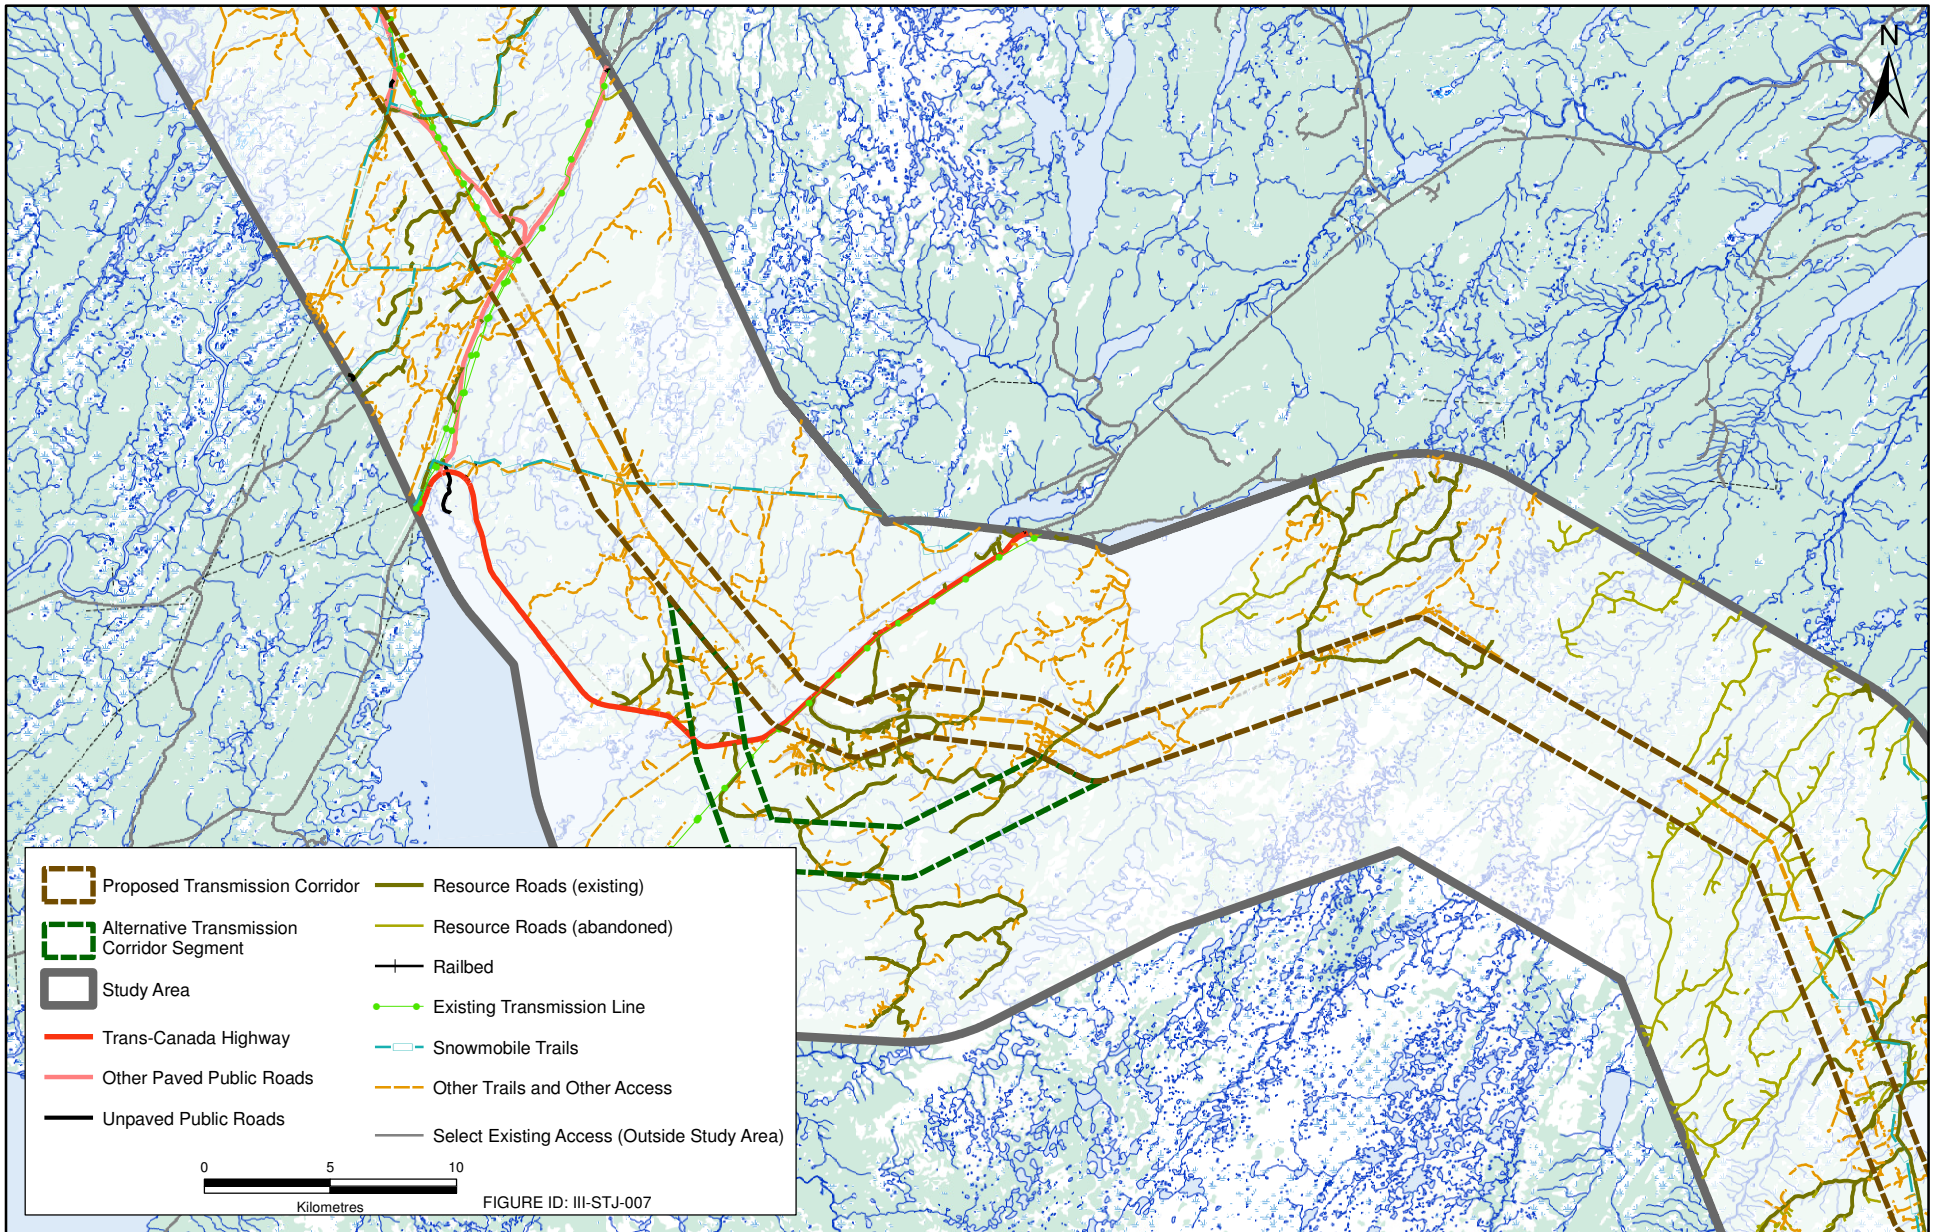 N
Proposed Transmission Corridor
Alternative Transmission
Corridor Segment
Study Area
Trans-Canada Highway
Other Paved Public Roads
Unpaved Public Roads
Resource Roads (existing)
Resource Roads (abandoned)
Railbed
Existing Transmission Line
Snowmobile Trails
Other Trails and Other Access
Select Existing Access (Outside Study Area)
0 5 10
Kilometres
FIGURE ID: III-STJ-007